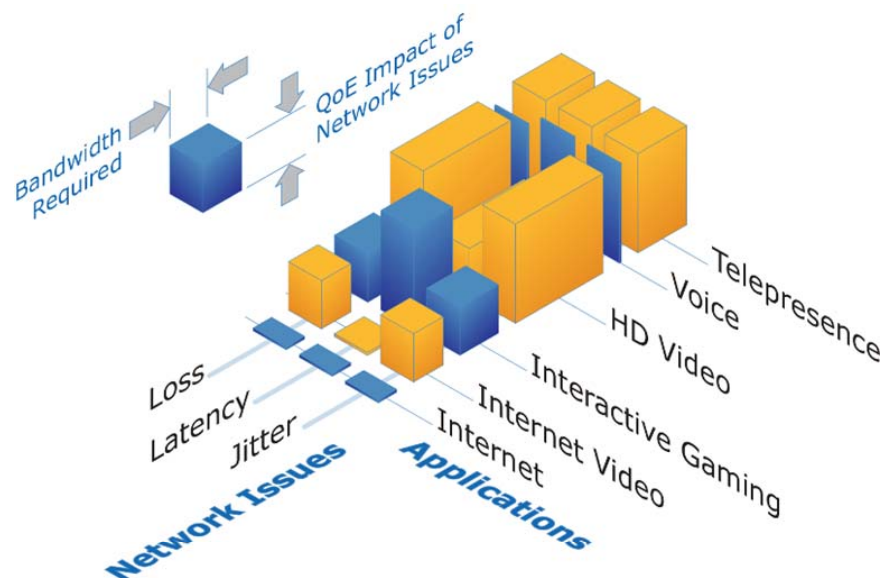 QoE Impact of
Network Issues
Bandwidth
Required
Telepresence
Voice
HD Video
Interactive Gaming
Internet Video
Internet
Loss
Latency
Jitter
Network Issues
Applications